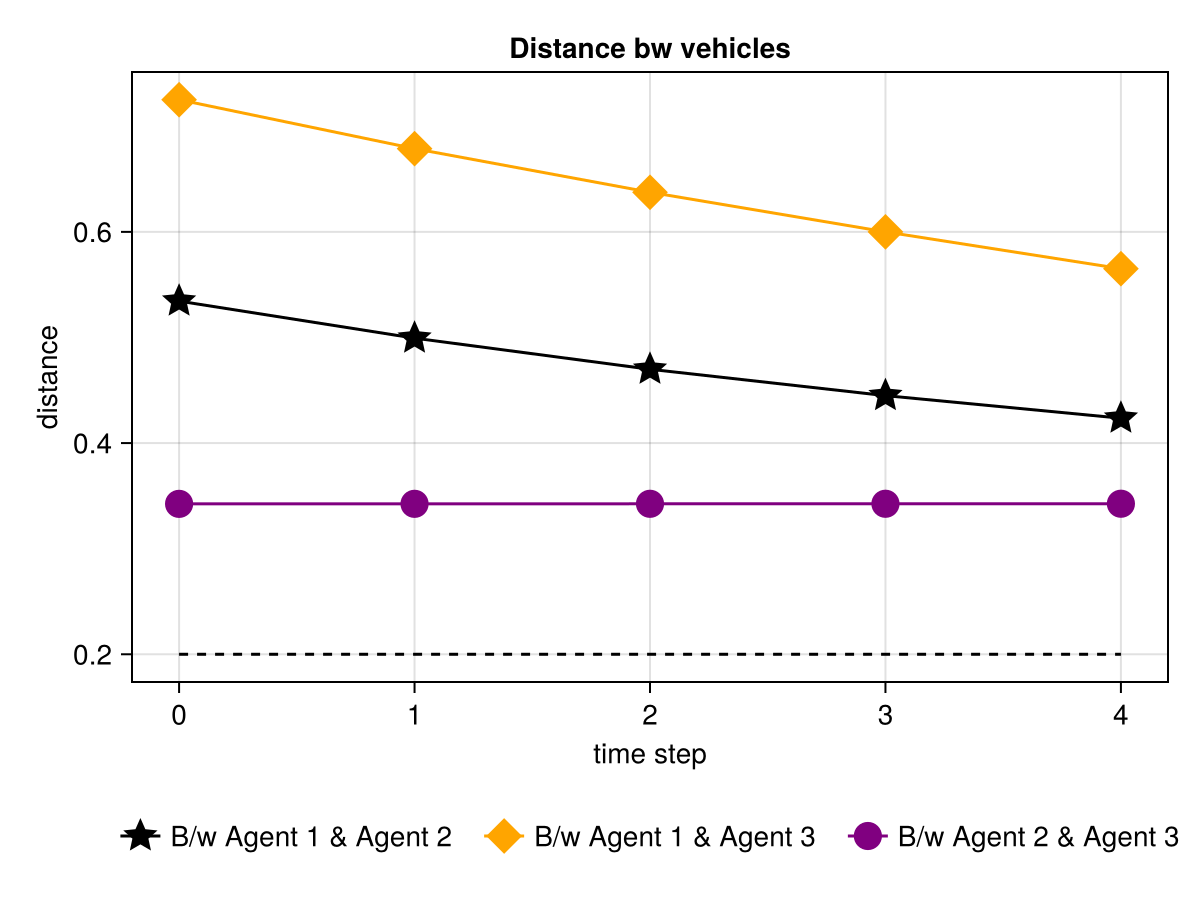 Distance bw vehicles
distance
0.6
0.4
0.2
0 1 2 3 4
time step
B/w Agent 1 & Agent 2 B/w Agent 1 & Agent 3 B/w Agent 2 & Agent 3